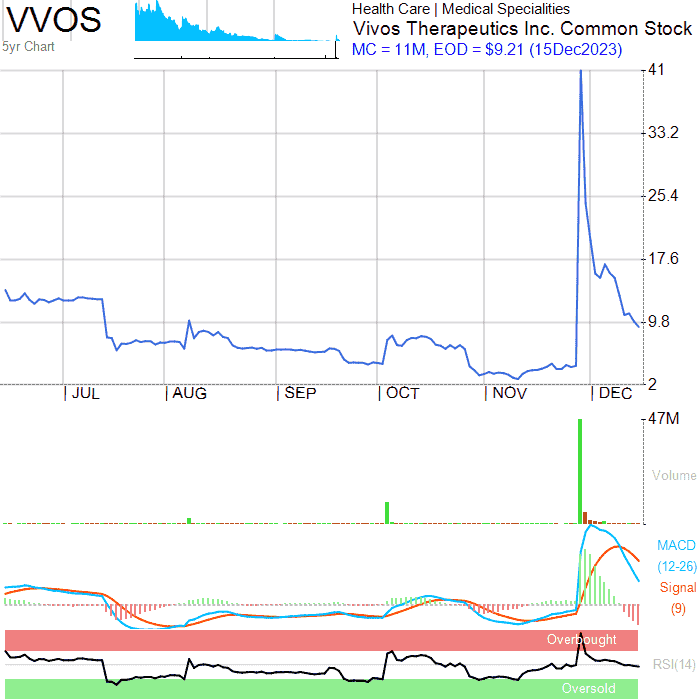 VVOS
5yr Chart
Health Care | Medical Specialities
Vivos Therapeutics Inc. Common Stock
MC = 11M, EOD = $9.21 (15Dec2023)
41
33.2
25.4
17.6
9.8
2
| JUL | AUG | SEP | OCT | NOV | DEC
47M
Volume
MACD
(12-26)
Signal
(9)
Overbought
RSI(14)
Oversold